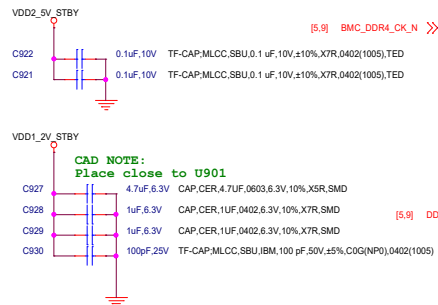 VDD2_5V_STBY
[5,9] BMC_DDR4_CK_N
C922 0.1uF,10V TF-CAP;MLCC,SBU,0.1 uF,10V,±10%,X7R,0402(1005),TED
C921 0.1uF,10V TF-CAP;MLCC,SBU,0.1 uF,10V,±10%,X7R,0402(1005),TED
VDD1_2V_STBY
CAD NOTE:
Place close to U901
C927 4.7uF,6.3V CAP,CER,4.7UF,0603,6.3V,10%,X5R,SMD
C928 1uF,6.3V CAP,CER,1UF,0402,6.3V,10%,X7R,SMD
[5,9] DD
C929 1uF,6.3V CAP,CER,1UF,0402,6.3V,10%,X7R,SMD
C930 100pF,25V TF-CAP;MLCC,SBU,IBM,100 pF,50V,±5%,C0G(NP0),0402(1005)